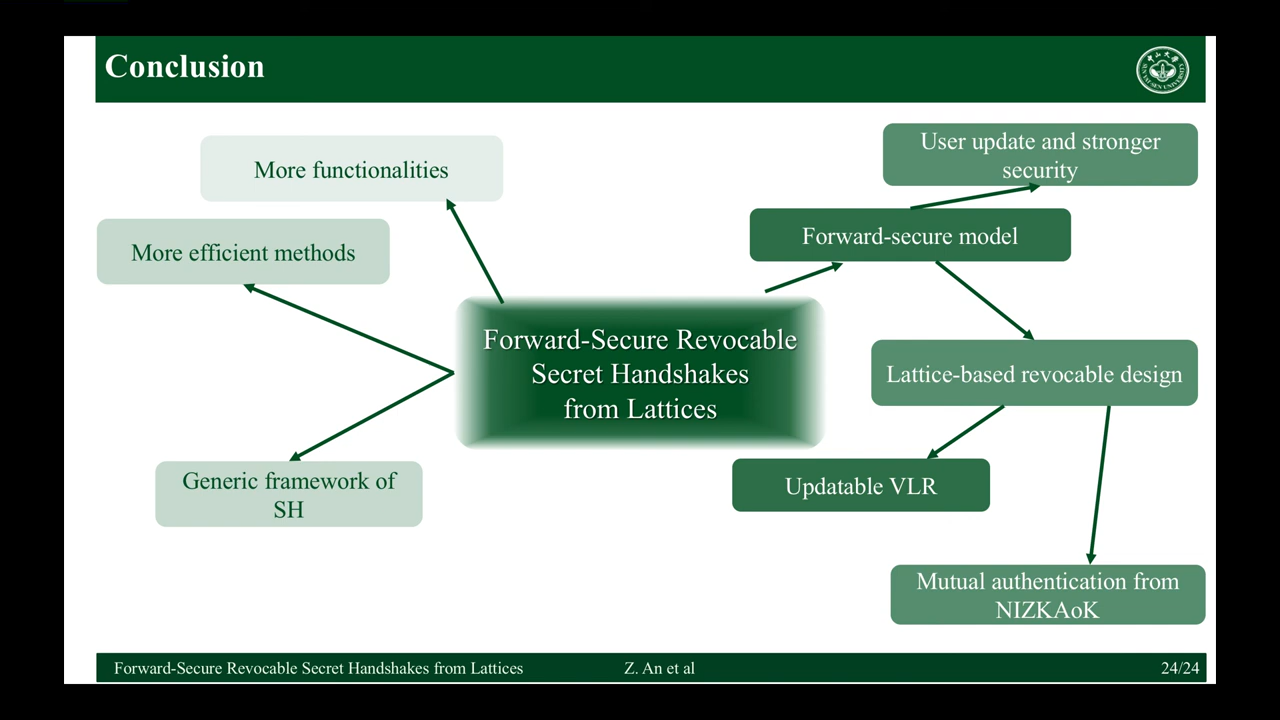 Conclusion
User update and stronger
security
More functionalities
Forward-secure model
More efficient methods
Forward-Secure Revocable
Secret Handshakes
from Lattices
Lattice-based revocable design
Generic framework of
SH
Updatable VLR
Mutual authentication from
NIZKAoK
Forward-Secure Revocable Secret Handshakes from Lattices
Z. An et al
24/24